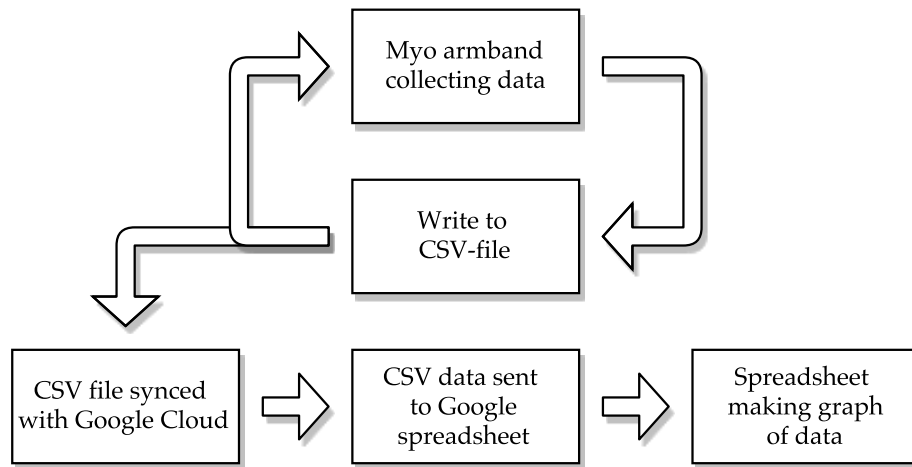 Myo armband
collecting data
Write to
CSV-file
CSV file synced
with Google Cloud
CSV data sent
to Google
spreadsheet
Spreadsheet
making graph
of data